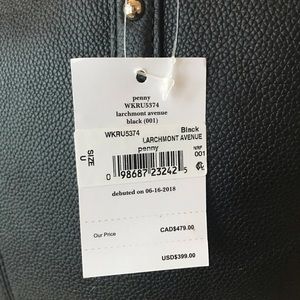 penny
WKRU5374
larchmont avenue
black (001)
WKRU5374 Black
LARCHMONT AVENUE
penny
NRF
001
SIZE
U
0 98687 23242 5
debuted on 06-16-2018
Our Price CAD$479.00
USD$399.00